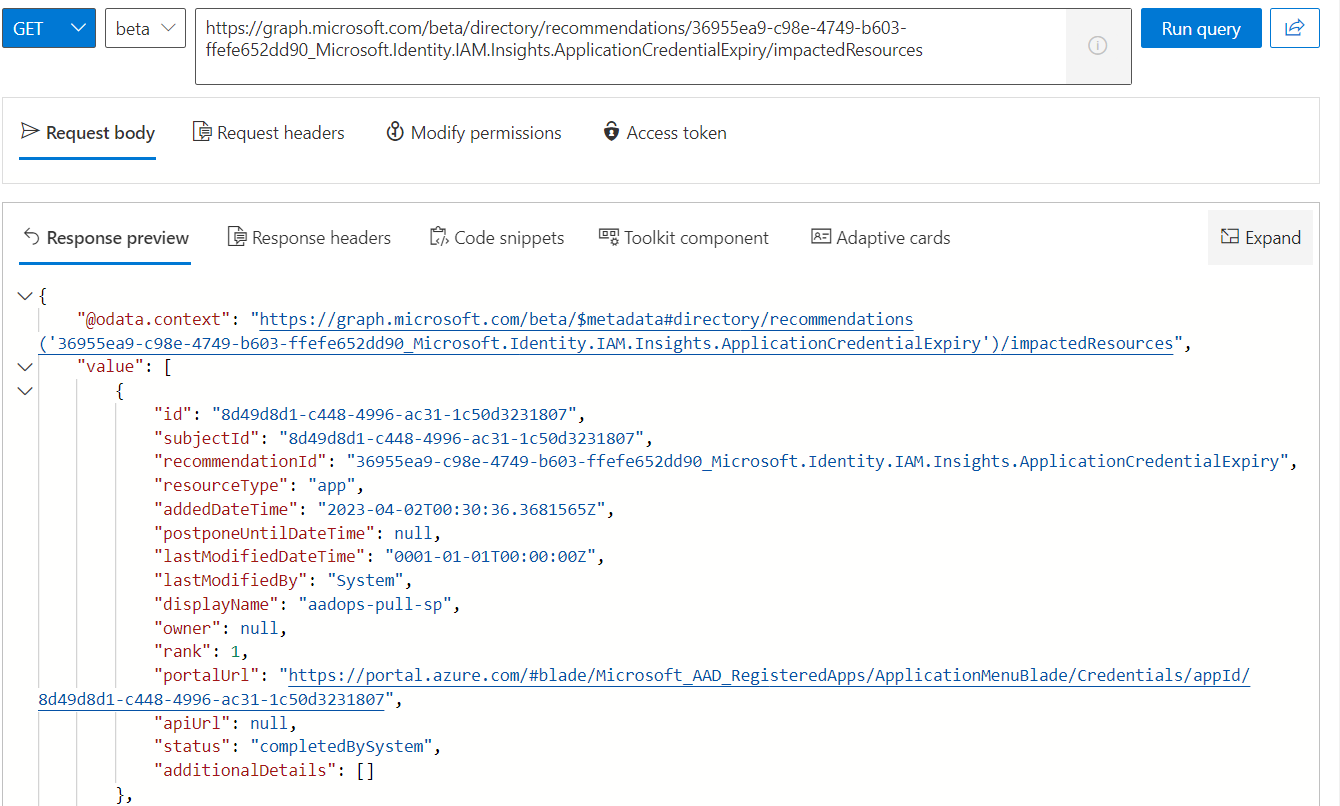 GET beta https://graph.microsoft.com/beta/directory/recommendations/36955ea9-c98e-4749-b603-
ffefe652dd90_Microsoft.Identity.IAM.Insights.ApplicationCredentialExpiry/impactedResources
Run query
Request body Request headers Modify permissions Access token
Response preview Response headers Code snippets Toolkit component Adaptive cards Expand
{
"@odata.context": "https://graph.microsoft.com/beta/$metadata#directory/recommendations
('36955ea9-c98e-4749-b603-ffefe652dd90_Microsoft.Identity.IAM.Insights.ApplicationCredentialExpiry')/impactedResources",
"value": [
{
"id": "8d49d8d1-c448-4996-ac31-1c50d3231807",
"subjectId": "8d49d8d1-c448-4996-ac31-1c50d3231807",
"recommendationId": "36955ea9-c98e-4749-b603-ffefe652dd90_Microsoft.Identity.IAM.Insights.ApplicationCredentialExpiry",
"resourceType": "app",
"addedDateTime": "2023-04-02T00:30:36.3681565Z",
"postponeUntilDateTime": null,
"lastModifiedDateTime": "0001-01-01T00:00:00Z",
"lastModifiedBy": "System",
"displayName": "aadops-pull-sp",
"owner": null,
"rank": 1,
"portalUrl": "https://portal.azure.com/#blade/Microsoft_AAD_RegisteredApps/ApplicationMenuBlade/Credentials/appId/
8d49d8d1-c448-4996-ac31-1c50d3231807",
"apiUrl": null,
"status": "completedBySystem",
"additionalDetails": []
},